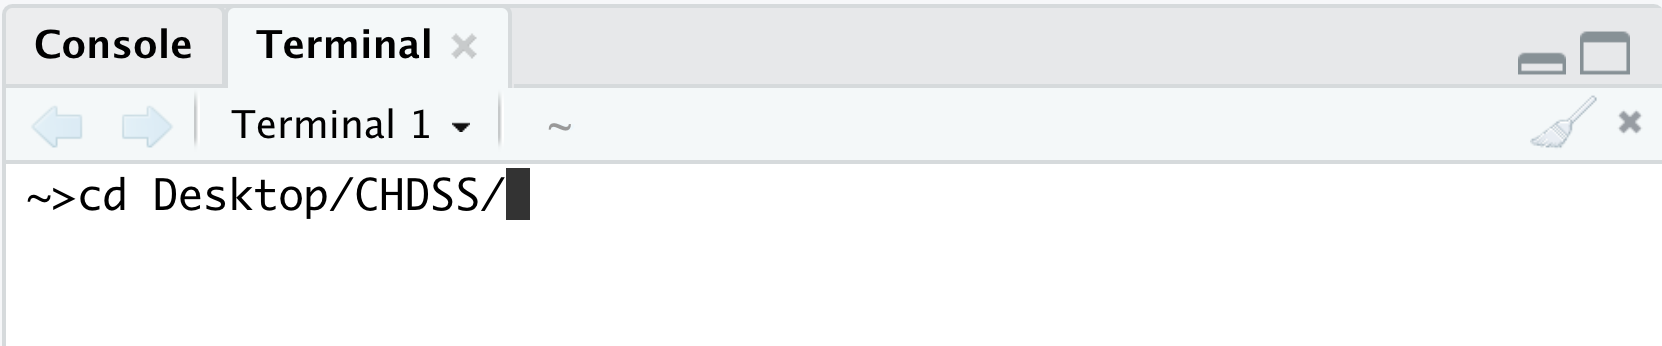 Console Terminal
Terminal 1 ~
~>cd Desktop/CHDSS/